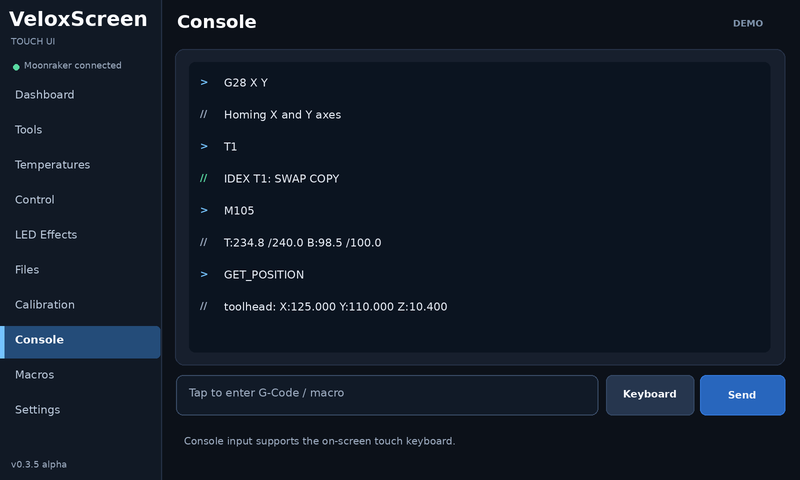 VeloxScreen
TOUCH UI
Moonraker connected
Dashboard
Tools
Temperatures
Control
LED Effects
Files
Calibration
Console
Macros
Settings
v0.3.5 alpha
Console
DEMO
> G28 X Y
// Homing X and Y axes
> T1
// IDEX T1: SWAP COPY
> M105
// T:234.8 /240.0 B:98.5 /100.0
> GET_POSITION
// toolhead: X:125.000 Y:110.000 Z:10.400
Tap to enter G-Code / macro
Keyboard
Send
Console input supports the on-screen touch keyboard.